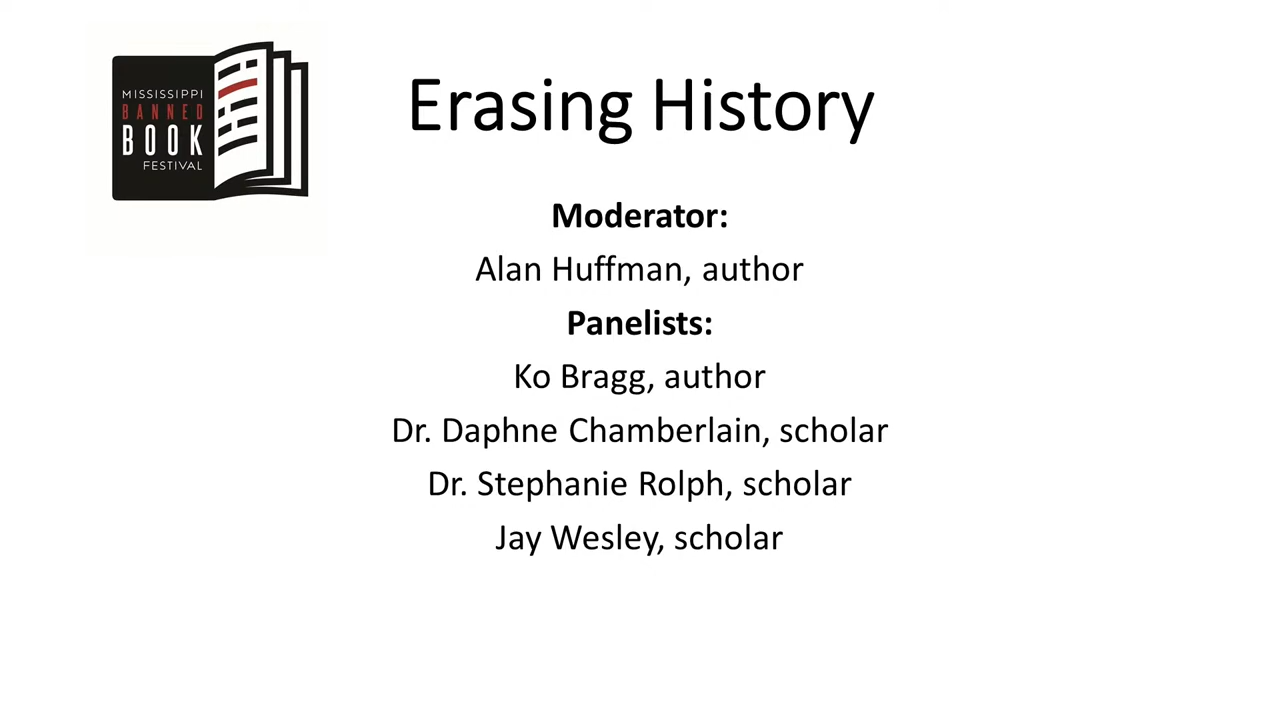 MISSISSIPPI
BANNED
BOOK
FESTIVAL
Erasing History
Moderator:
Alan Huffman, author
Panelists:
Ko Bragg, author
Dr. Daphne Chamberlain, scholar
Dr. Stephanie Rolph, scholar
Jay Wesley, scholar